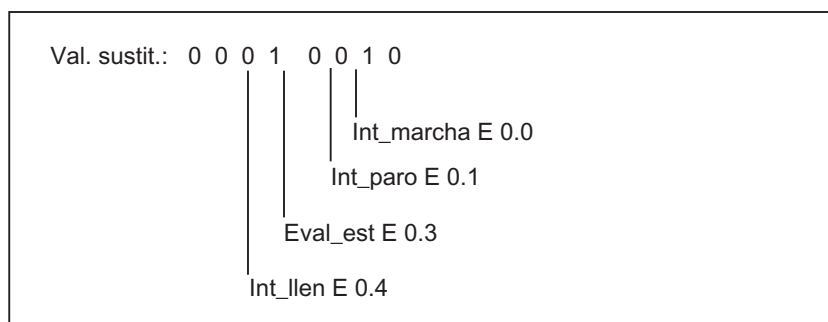 Val. sustit.: 0 0 0 1 0 0 1 0
Int_marcha E 0.0
Int_paro E 0.1
Eval_est E 0.3
Int_llen E 0.4